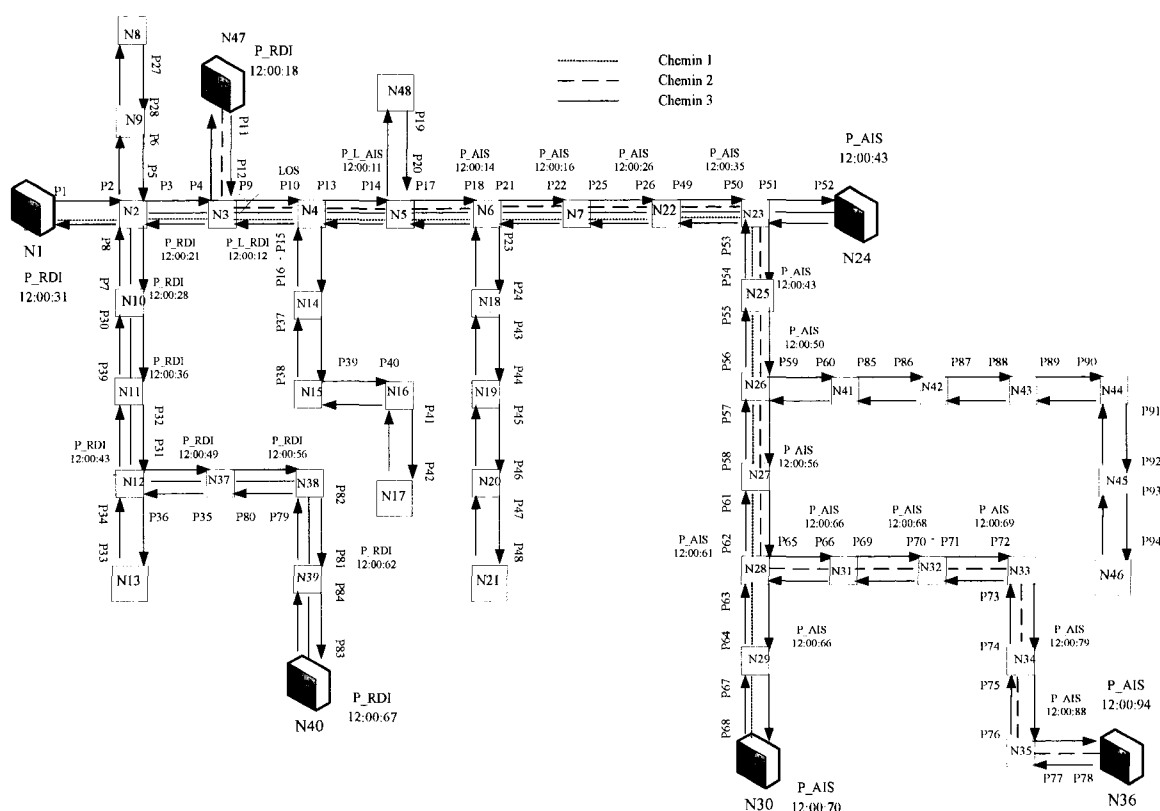 N8
N47
P_RDI
12:00:18
P27
P28
N9
P6
P5
N48
P19
P20
Chemin 1
Chemin 2
Chemin 3
P11
P12
LOS
P_L_AIS
12:00:11
P_AIS
12:00:14
P_AIS
12:00:16
P_AIS
12:00:26
P_AIS
12:00:35
P_AIS
12:00:43
P1 P2 P3 P4 P9 P10 P13 P14 P17 P18 P21 P22 P25 P26 P49 P50 P51 P52
N1 N2 N3 N4 N5 N6 N7 N22 N23 N24
P_RDI
12:00:31
P_RDI
12:00:21
P_L_RDI
12:00:12
P8
P7
P15
P16
P23
P24
P53
P54
N10
P_RDI
12:00:28
N14
N18
N25
P_AIS
12:00:43
P30
P39
P37
P38
P43
P44
P55
P56
P_AIS
12:00:50
N11
P_RDI
12:00:36
N15
P39 P40
N16
N19
N26
P59 P60 P85 P86 P87 P88 P89 P90
N41 N42 N43 N44
P32
P31
P41
P42
P45
P46
P57
P58
P91
P92
P_RDI
12:00:43
P_RDI
12:00:49
P_RDI
12:00:56
P_AIS
12:00:56
N12 N37 N38
N17
N20
N27
N45
P34
P33
P36 P35 P80 P79
P82
P81
P47
P48
P61
P62
P93
P94
P_RDI
12:00:62
P_AIS
12:00:61
P_AIS
12:00:66
P_AIS
12:00:68
P_AIS
12:00:69
P65 P66 P69 P70 P71 P72
N13
N39
N21
N28 N31 N32 N33
N46
P84
P83
P63
P64
P73
P74
P_AIS
12:00:66
P_AIS
12:00:79
N29
N34
N40
P_RDI
12:00:67
P67
P68
P75
P76
P_AIS
12:00:88
P_AIS
12:00:94
N35
P77 P78
N30
P_AIS
12:00:70
N36